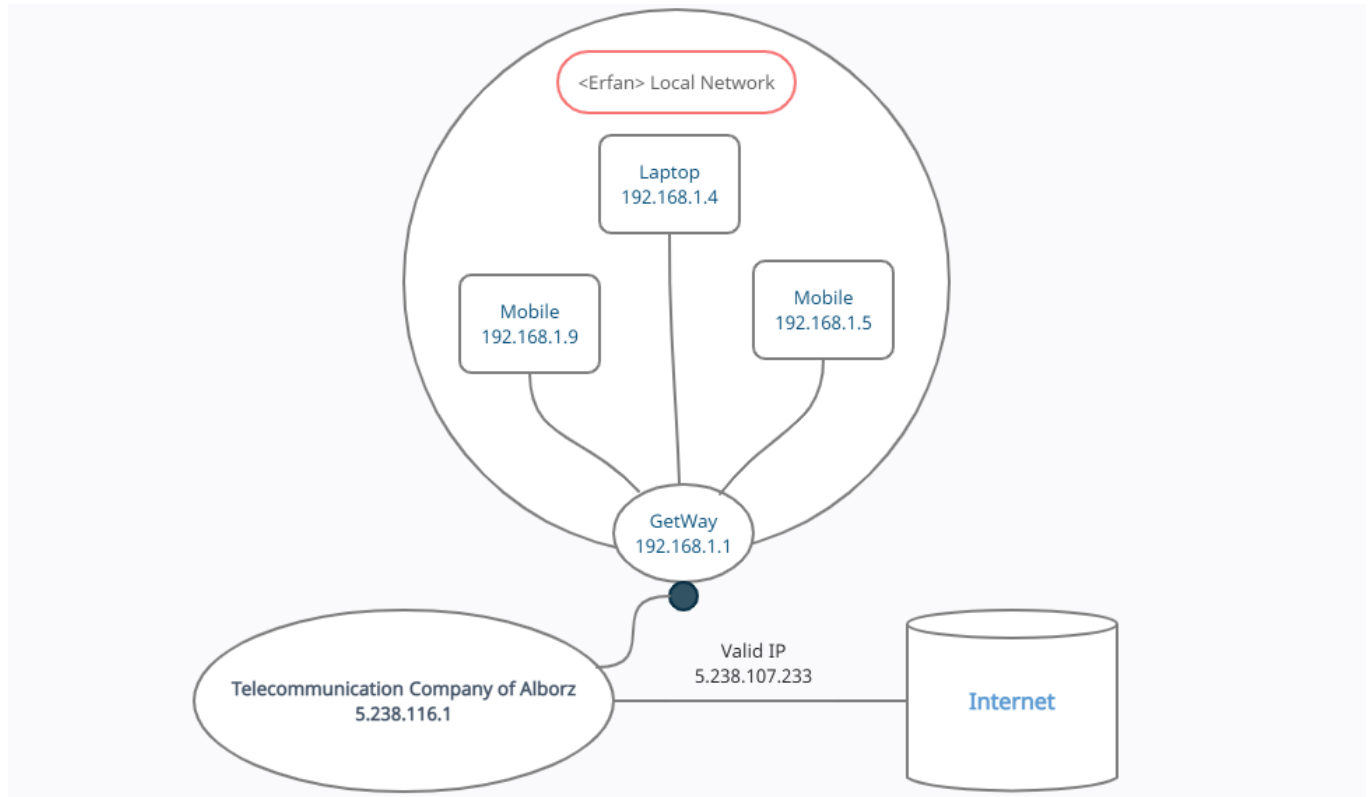 <Erfan> Local Network
Laptop
192.168.1.4
Mobile
192.168.1.9
Mobile
192.168.1.5
GetWay
192.168.1.1
Valid IP
5.238.107.233
Telecommunication Company of Alborz
5.238.116.1
Internet